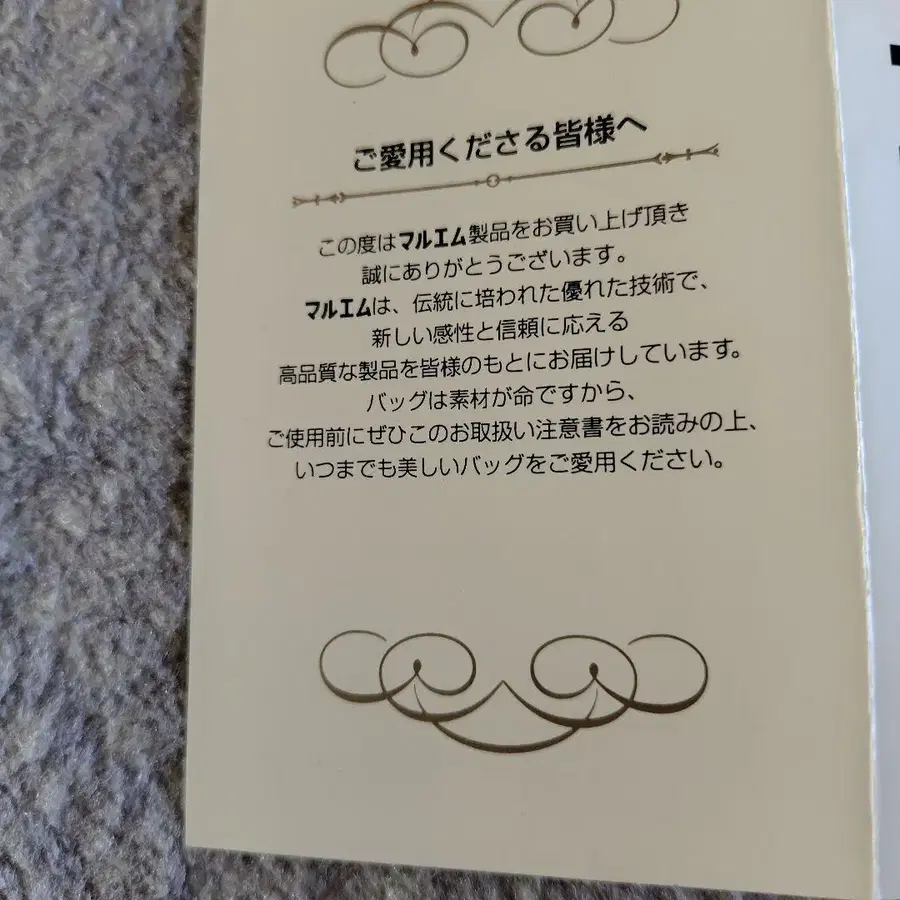 ご愛用くださる皆様へ
この度はマルエム製品をお買い上げ頂き
誠にありがとうございます。
マルエムは、伝統に培われた優れた技術で、
新しい感性と信頼に応える
高品質な製品を皆様のもとにお届けしています。
バッグは素材が命ですから、
ご使用前にぜひこのお取扱い注意書をお読みの上、
いつまでも美しいバッグをご愛用ください。